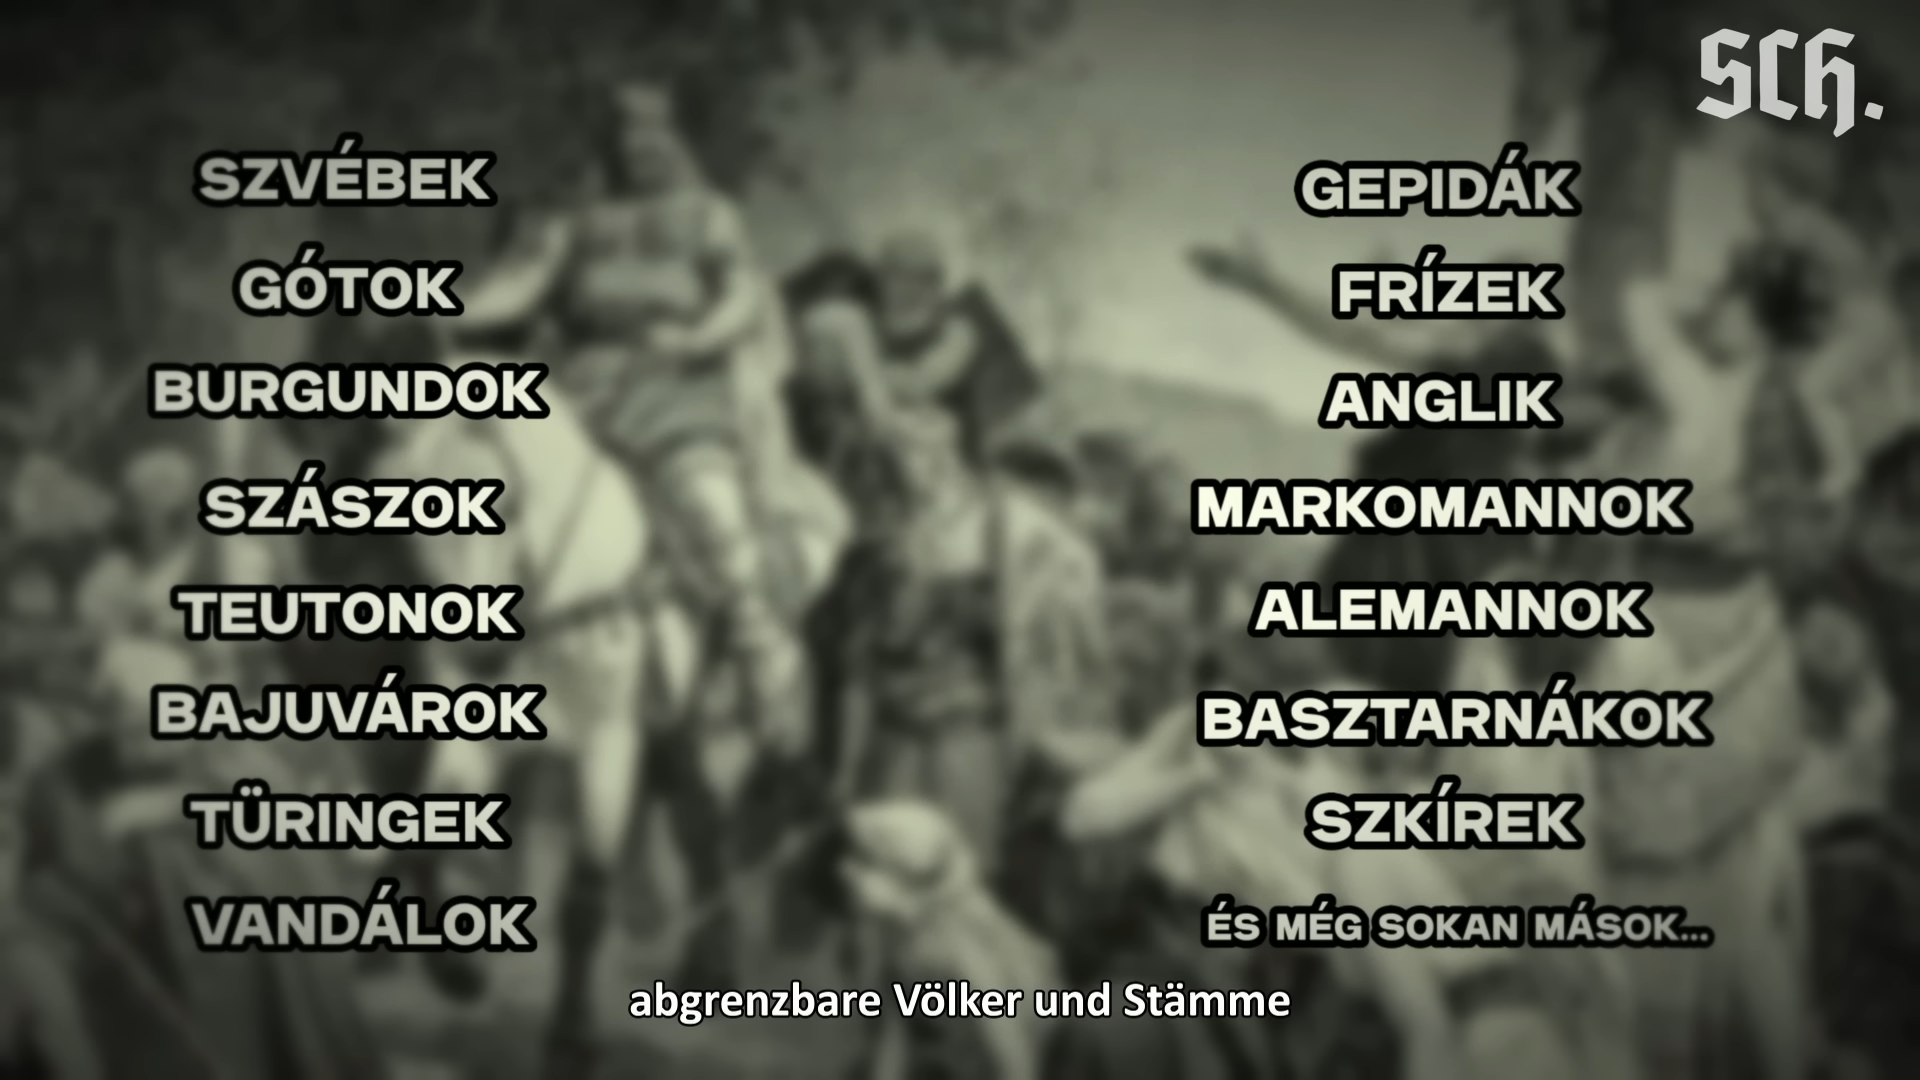 SCH.
SZVÉBEK
GÓTOK
BURGUNDOK
SZÁSZOK
TEUTONOK
BAJUVÁROK
TÜRINGEK
VANDÁLOK
GEPIDÁK
FRÍZEK
ANGLIK
MARKOMANNOK
ALEMANNOK
BASZTARNÁKOK
SZKÍREK
ÉS MÉG SOKAN MÁSOK...
abgrenzbare Völker und Stämme